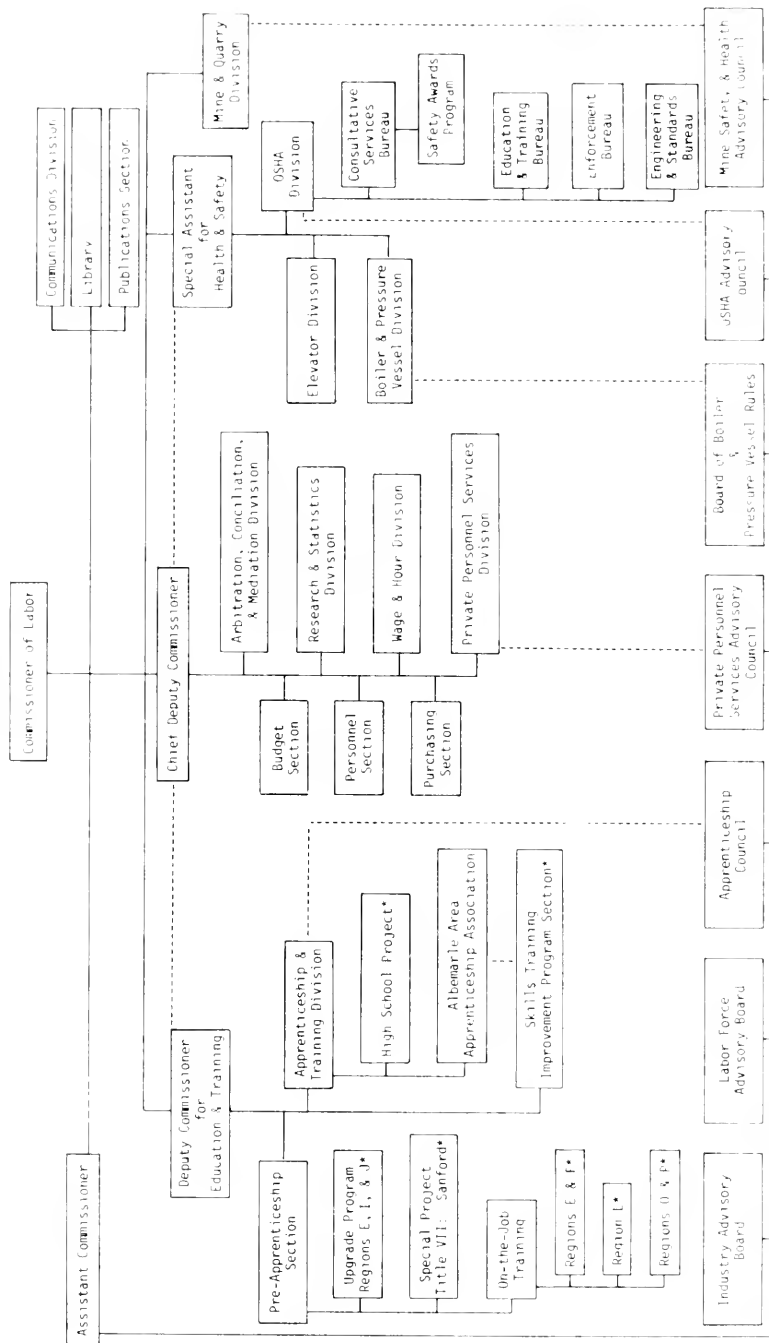 Commissioner of Labor
Assistant Commissioner
Communications Division
Library
Publications Section
Chief Deputy Commissioner
Deputy Commissioner
for
Education & Training
Special Assistant
for
Health & Safety
Mine & Quarry
Division
Pre-Apprenticeship
Section
Upgrade Program
Regions E, I, & J*
Special Project
Title VII: Sanford*
On-the-Job
Training
Regions E & F*
Region L*
Regions O & P*
Apprenticeship &
Training Division
High School Project*
Albemarle Area
Apprenticeship Association
Skills Training
Improvement Program Section*
Budget
Section
Personnel
Section
Purchasing
Section
Arbitration, Conciliation,
& Mediation Division
Research & Statistics
Division
Wage & Hour Division
Private Personnel Services
Division
Elevator Division
Boiler & Pressure
Vessel Division
OSHA
Division
Consultative
Services
Bureau
Safety Awards
Program
Education
& Training
Bureau
Enforcement
Bureau
Engineering
& Standards
Bureau
Industry Advisory
Board
Labor Force
Advisory Board
Apprenticeship
Council
Private Personnel
Services Advisory
Council
Board of Boiler
&
Pressure Vessel Rules
OSHA Advisory
Council
Mine Safety & Health
Advisory Council